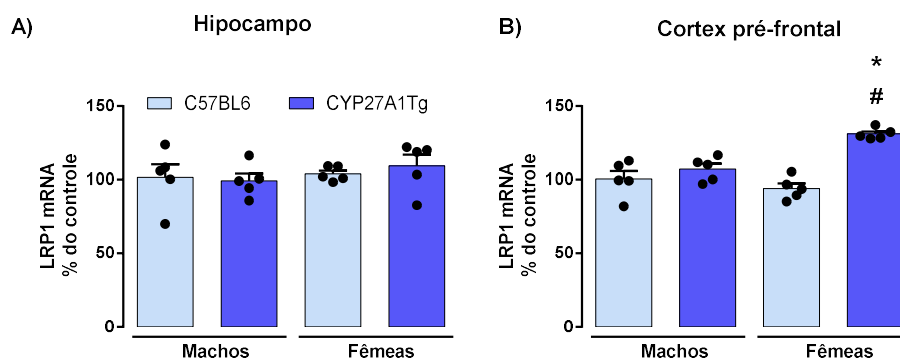 A)
Hipocampo
C57BL6
CYP27A1Tg
LRP1 mRNA
% do controle
150
100
50
0
Machos
Fêmeas
B)
Cortex pré-frontal
*
#
LRP1 mRNA
% do controle
150
100
50
0
Machos
Fêmeas